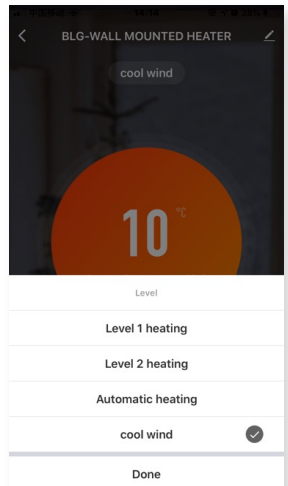 BLG-WALL MOUNTED HEATER
cool wind
10 °C
Level
Level 1 heating
Level 2 heating
Automatic heating
cool wind
Done